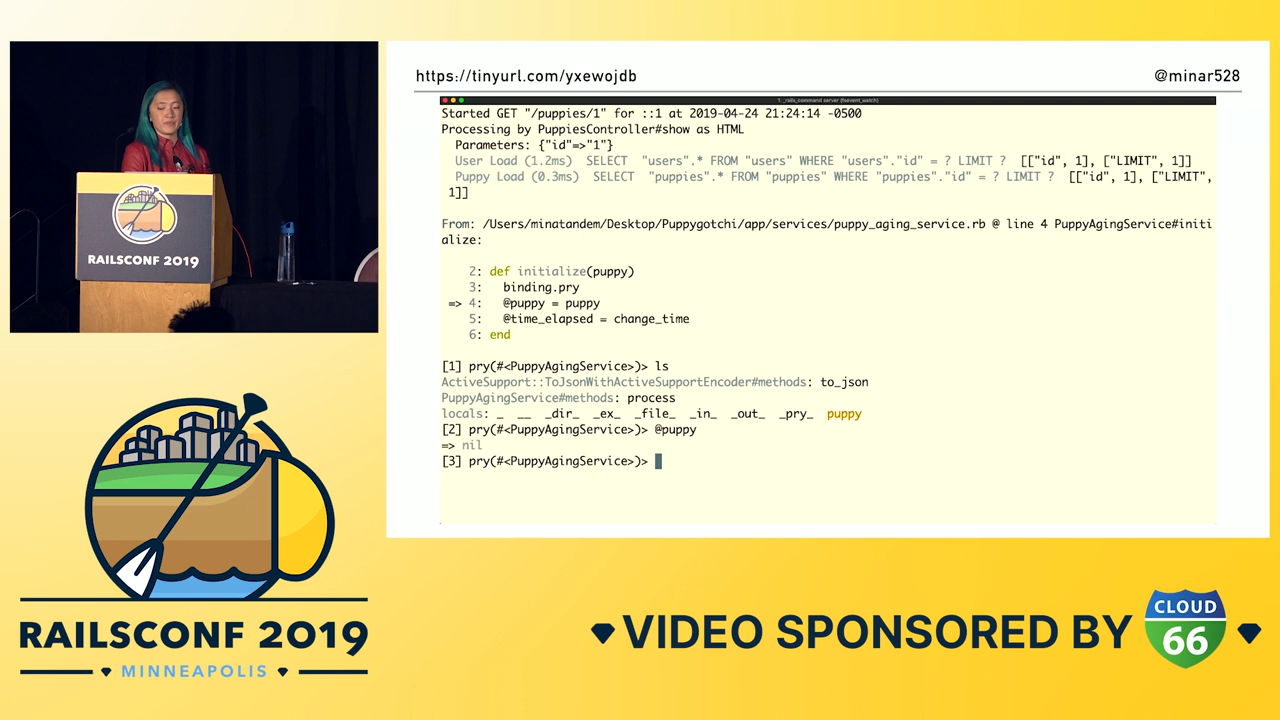 https://tinyurl.com/yxewojdb
@minar528
1. _rails_command server (fsevent_watch)
Started GET "/puppies/1" for ::1 at 2019-04-24 21:24:14 -0500
Processing by PuppiesController#show as HTML
Parameters: {"id"=>"1"}
User Load (1.2ms)  SELECT  "users".* FROM "users" WHERE "users"."id" = ? LIMIT ?  [["id", 1], ["LIMIT", 1]]
Puppy Load (0.3ms)  SELECT  "puppies".* FROM "puppies" WHERE "puppies"."id" = ? LIMIT ?  [["id", 1], ["LIMIT",
1]]
From: /Users/minatandem/Desktop/Puppygotchi/app/services/puppy_aging_service.rb @ line 4 PuppyAgingService#initi
alize:
2: def initialize(puppy)
3:   binding.pry
=> 4:   @puppy = puppy
5:   @time_elapsed = change_time
6: end
[1] pry(#<PuppyAgingService>)> ls
ActiveSupport::ToJsonWithActiveSupportEncoder#methods: to_json
PuppyAgingService#methods: process
locals: _  __  _dir_  _ex_  _file_  _in_  _out_  _pry_  puppy
[2] pry(#<PuppyAgingService>)> @puppy
=> nil
[3] pry(#<PuppyAgingService>)>
RAILSCONF 2019
RAILSCONF 2019
MINNEAPOLIS
VIDEO SPONSORED BY
CLOUD
66